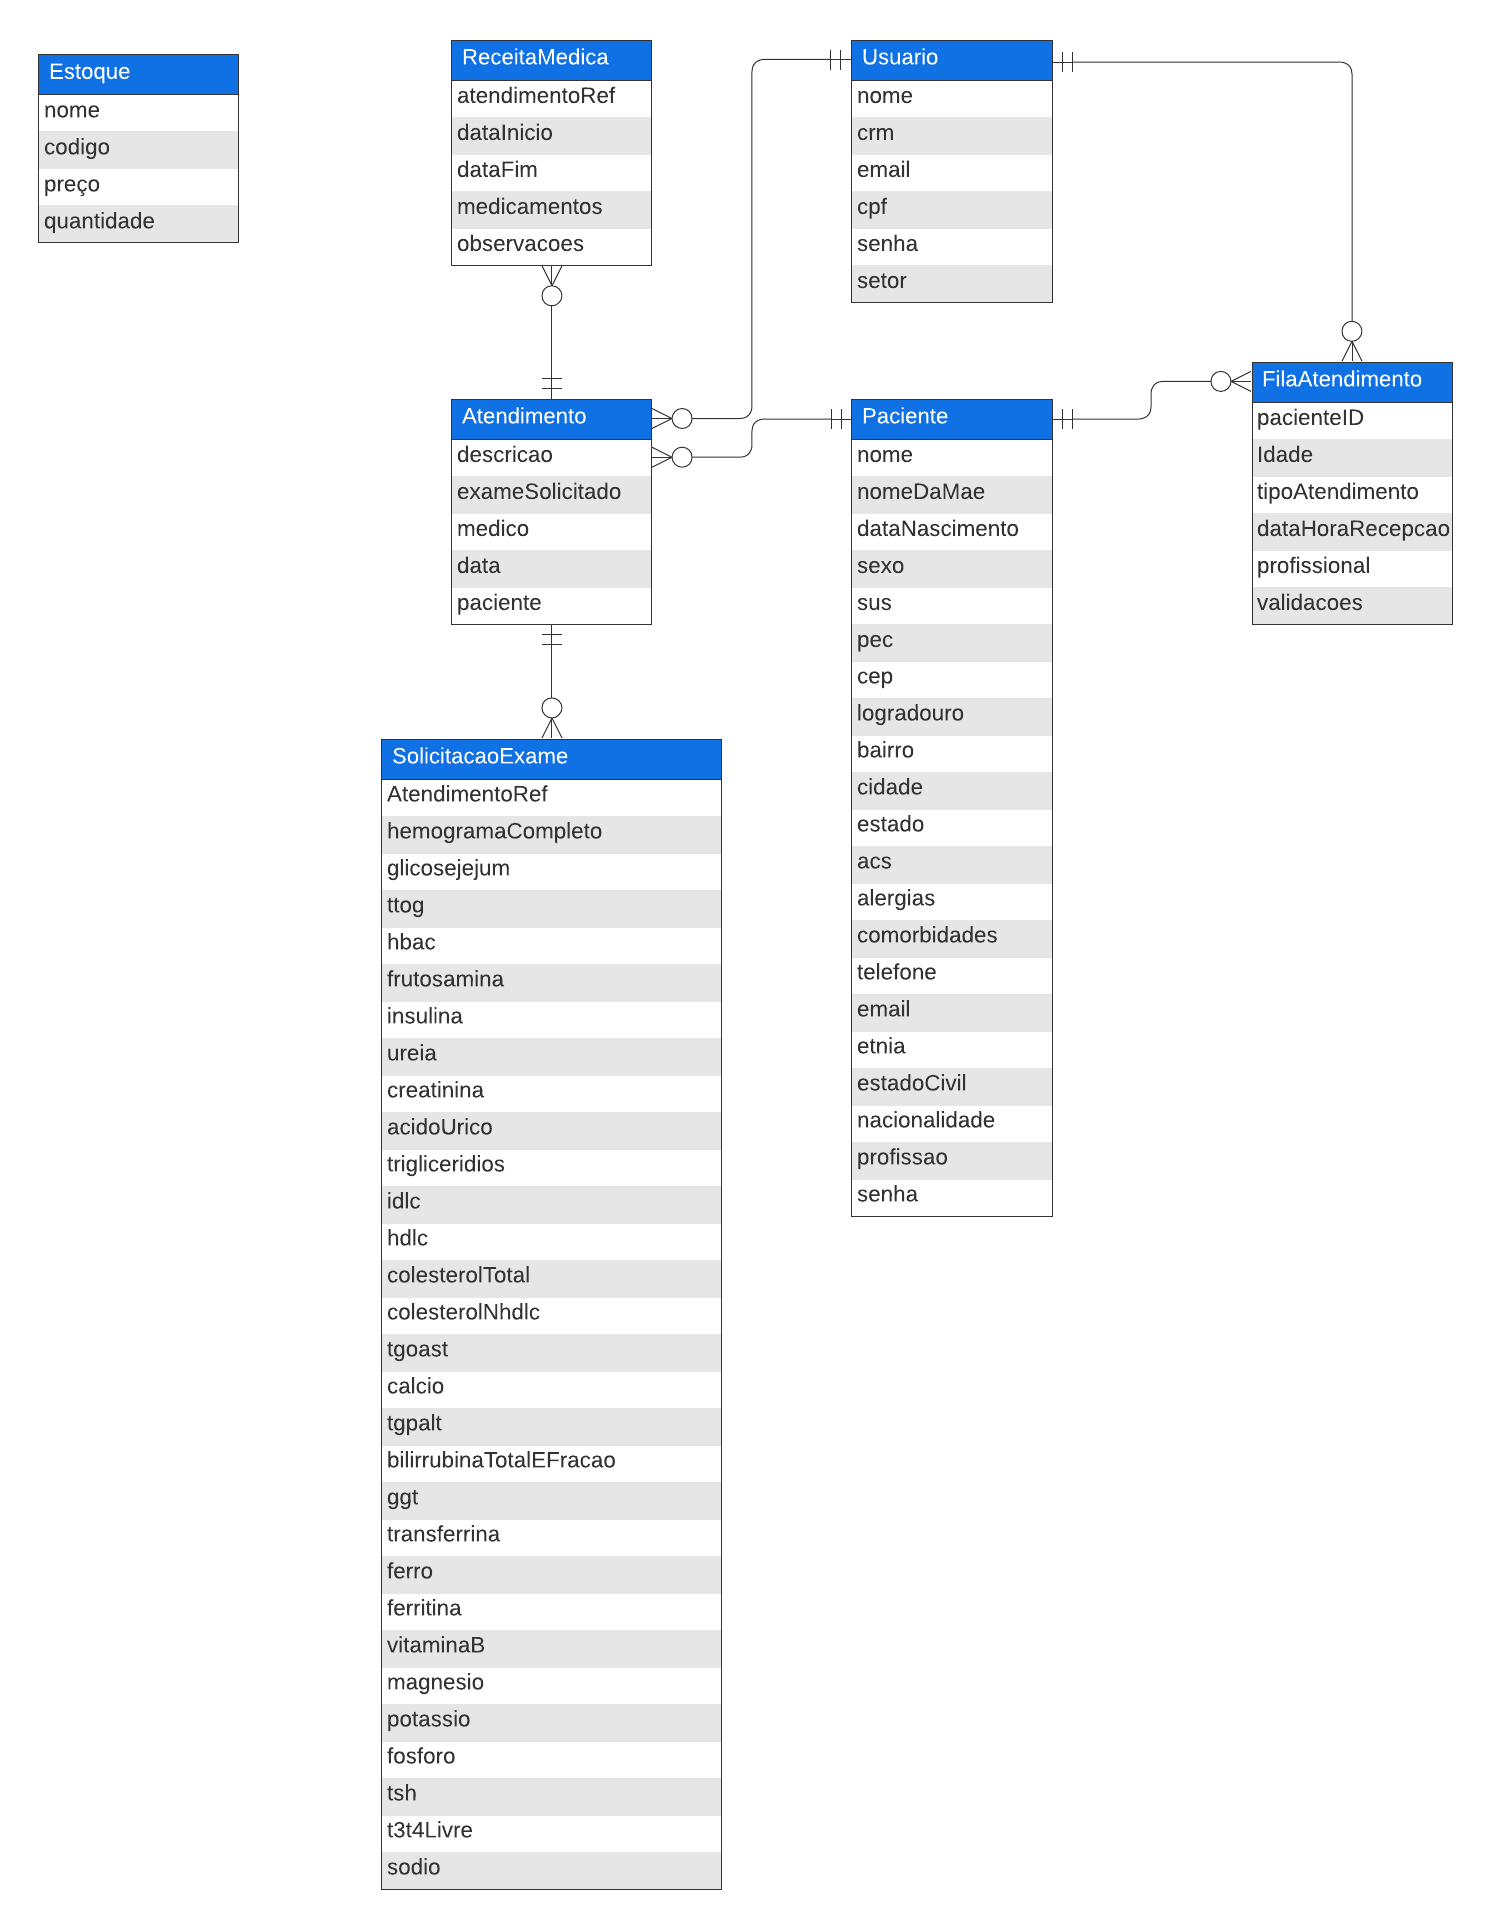 Estoque
nome
codigo
preço
quantidade
ReceitaMedica
atendimentoRef
dataInicio
dataFim
medicamentos
observacoes
Usuario
nome
crm
email
cpf
senha
setor
Atendimento
descricao
exameSolicitado
medico
data
paciente
Paciente
nome
nomeDaMae
dataNascimento
sexo
sus
pec
cep
logradouro
bairro
cidade
estado
acs
alergias
comorbidades
telefone
email
etnia
estadoCivil
nacionalidade
profissao
senha
FilaAtendimento
pacienteID
Idade
tipoAtendimento
dataHoraRecepcao
profissional
validacoes
SolicitacaoExame
AtendimentoRef
hemogramaCompleto
glicosejejum
ttog
hbac
frutosamina
insulina
ureia
creatinina
acidoUrico
trigliceridios
idlc
hdlc
colesterolTotal
colesterolNhdlc
tgoast
calcio
tgpalt
bilirrubinaTotalEFracao
ggt
transferrina
ferro
ferritina
vitaminaB
magnesio
potassio
fosforo
tsh
t3t4Livre
sodio